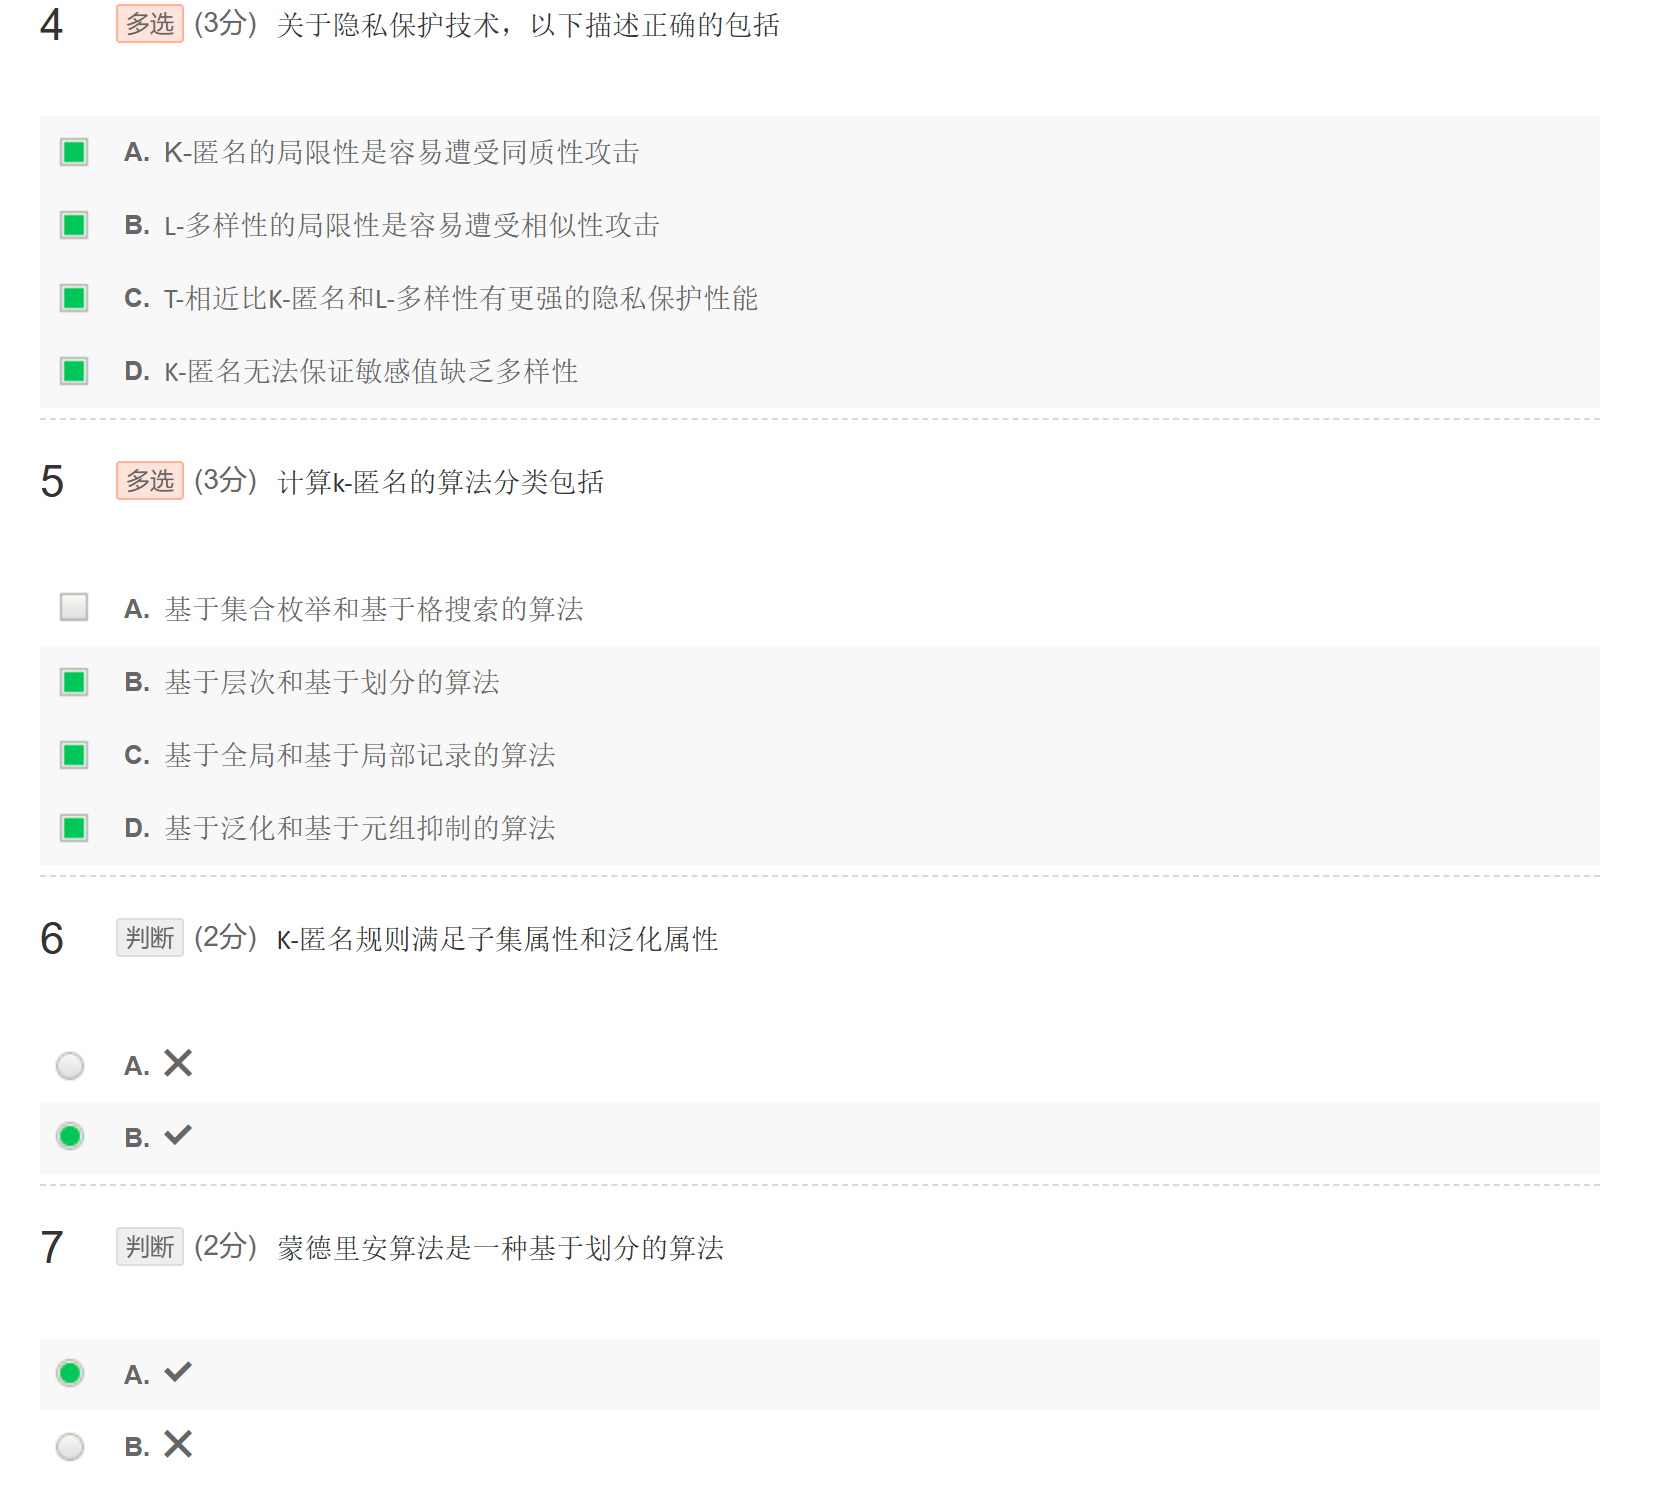 4 多选 (3分) 关于隐私保护技术，以下描述正确的包括
A. K-匿名的局限性是容易遭受同质性攻击
B. L-多样性的局限性是容易遭受相似性攻击
C. T-相近比K-匿名和L-多样性有更强的隐私保护性能
D. K-匿名无法保证敏感值缺乏多样性
5 多选 (3分) 计算k-匿名的算法分类包括
A. 基于集合枚举和基于格搜索的算法
B. 基于层次和基于划分的算法
C. 基于全局和基于局部记录的算法
D. 基于泛化和基于元组抑制的算法
6 判断 (2分) K-匿名规则满足子集属性和泛化属性
A.
B.
7 判断 (2分) 蒙德里安算法是一种基于划分的算法
A.
B.